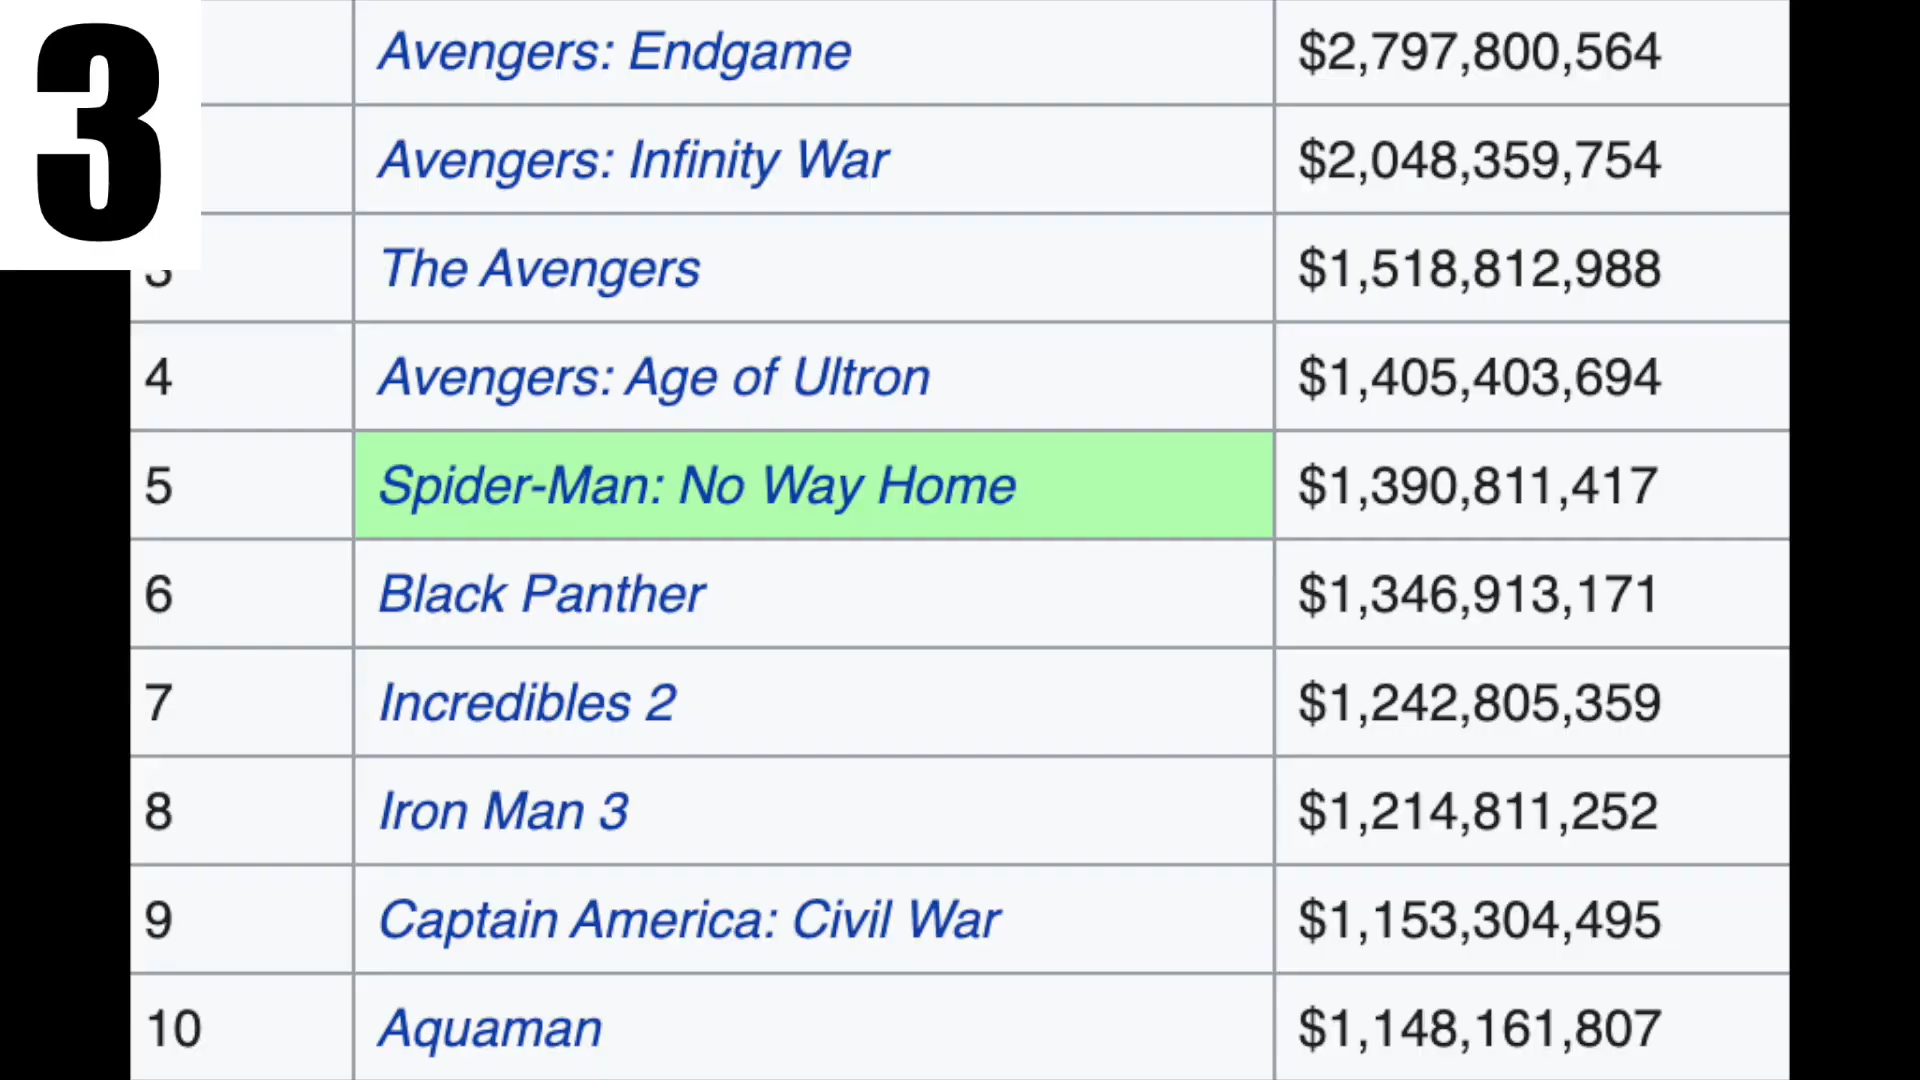 3
Avengers: Endgame $2,797,800,564
Avengers: Infinity War $2,048,359,754
3 The Avengers $1,518,812,988
4 Avengers: Age of Ultron $1,405,403,694
5 Spider-Man: No Way Home $1,390,811,417
6 Black Panther $1,346,913,171
7 Incredibles 2 $1,242,805,359
8 Iron Man 3 $1,214,811,252
9 Captain America: Civil War $1,153,304,495
10 Aquaman $1,148,161,807